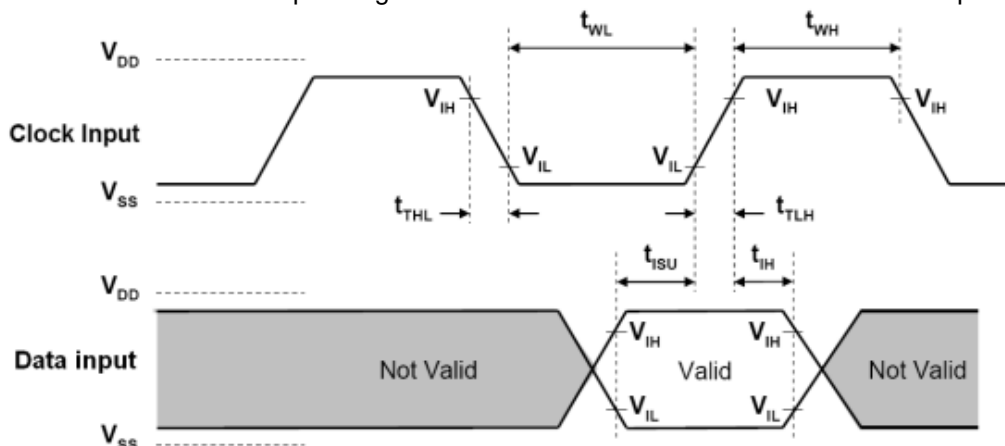 t_WL t_WH
V_DD
V_IH V_IH V_IH
Clock Input
V_IL V_IL
V_SS
t_THL t_TLH
t_ISU t_IH
V_DD
V_IH V_IH
Data input Not Valid Valid Not Valid
V_IL V_IL
V_SS